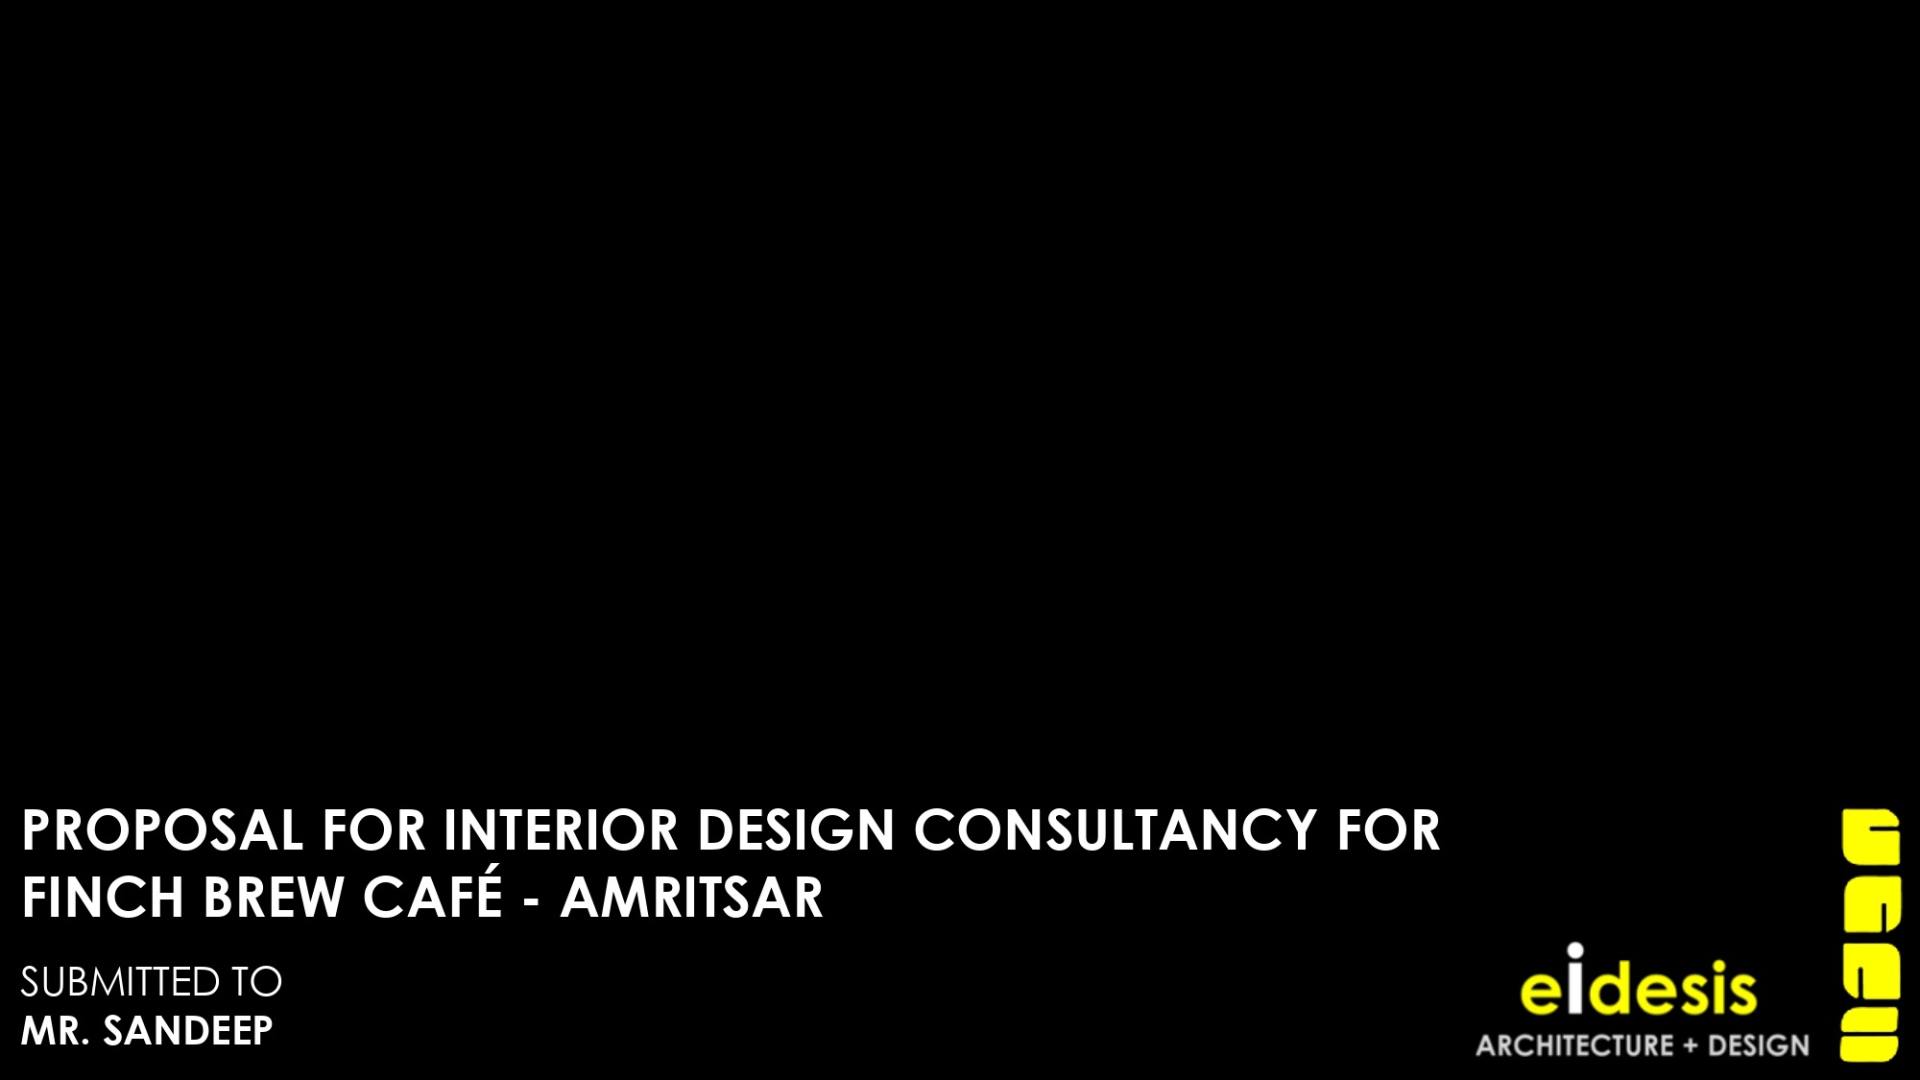 PROPOSAL FOR INTERIOR DESIGN CONSULTANCY FOR
FINCH BREW CAFÉ - AMRITSAR
SUBMITTED TO
MR. SANDEEP
eidesis
ARCHITECTURE + DESIGN